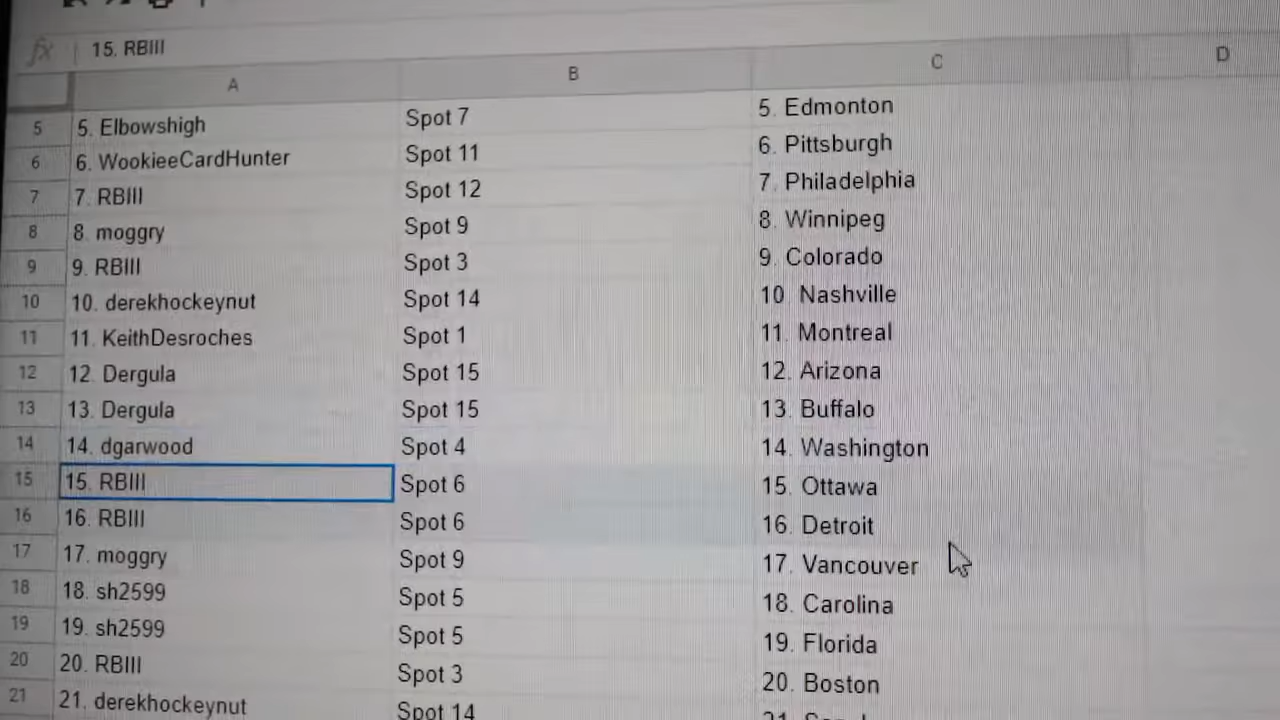 fx 15. RBIII
A B C D
5 5. Elbowshigh Spot 7 5. Edmonton
6 6. WookieeCardHunter Spot 11 6. Pittsburgh
7 7. RBIII Spot 12 7. Philadelphia
8 8. moggry Spot 9 8. Winnipeg
9 9. RBIII Spot 3 9. Colorado
10 10. derekhockeynut Spot 14 10. Nashville
11 11. KeithDesroches Spot 1 11. Montreal
12 12. Dergula Spot 15 12. Arizona
13 13. Dergula Spot 15 13. Buffalo
14 14. dgarwood Spot 4 14. Washington
15 15. RBIII Spot 6 15. Ottawa
16 16. RBIII Spot 6 16. Detroit
17 17. moggry Spot 9 17. Vancouver
18 18. sh2599 Spot 5 18. Carolina
19 19. sh2599 Spot 5 19. Florida
20 20. RBIII Spot 3 20. Boston
21 21. derekhockeynut Spot 14